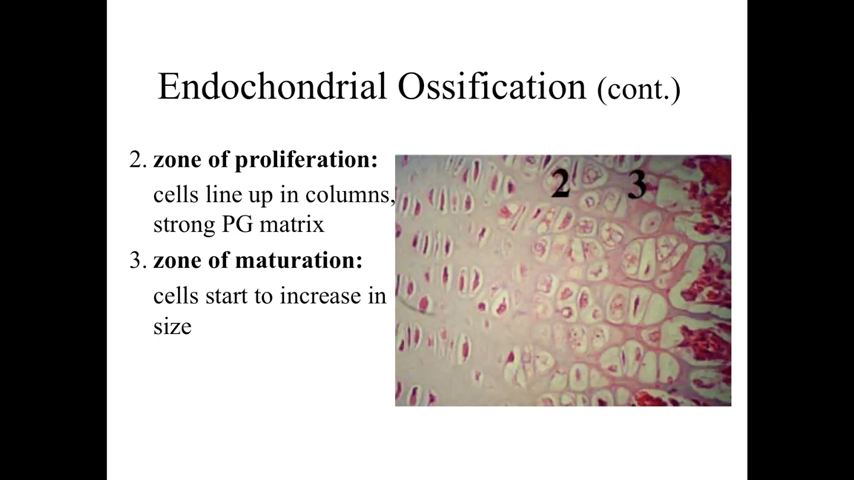 Endochondrial Ossification (cont.)
2. zone of proliferation:
cells line up in columns,
strong PG matrix
3. zone of maturation:
cells start to increase in
size
2 3